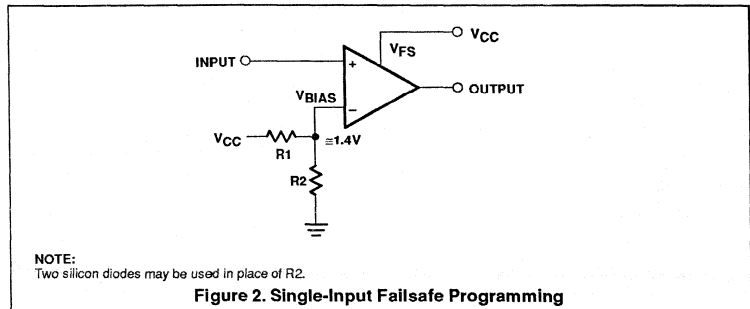 VCC
VFS
INPUT
+
OUTPUT
VBIAS
−
VCC
≅1.4V
R1
R2
NOTE:
Two silicon diodes may be used in place of R2.
Figure 2. Single-Input Failsafe Programming